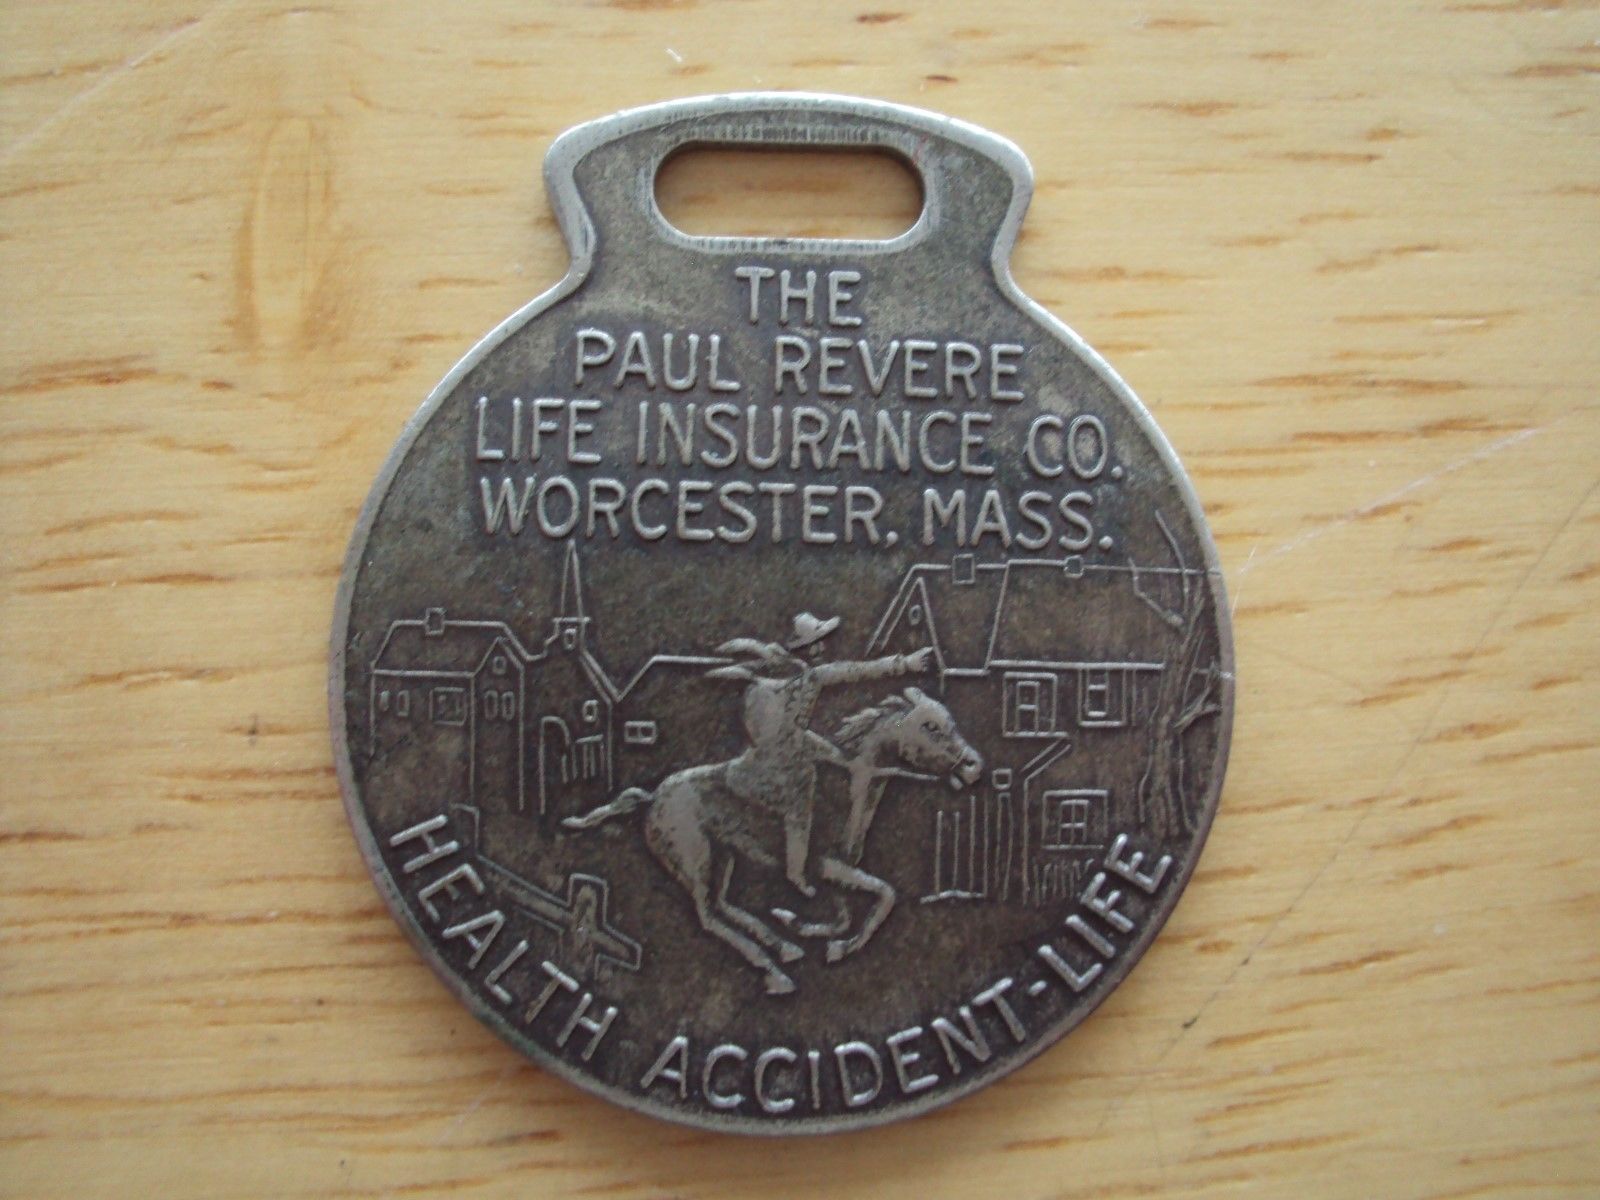 THE
PAUL REVERE
LIFE INSURANCE CO.
WORCESTER, MASS.
HEALTH ACCIDENT-LIFE